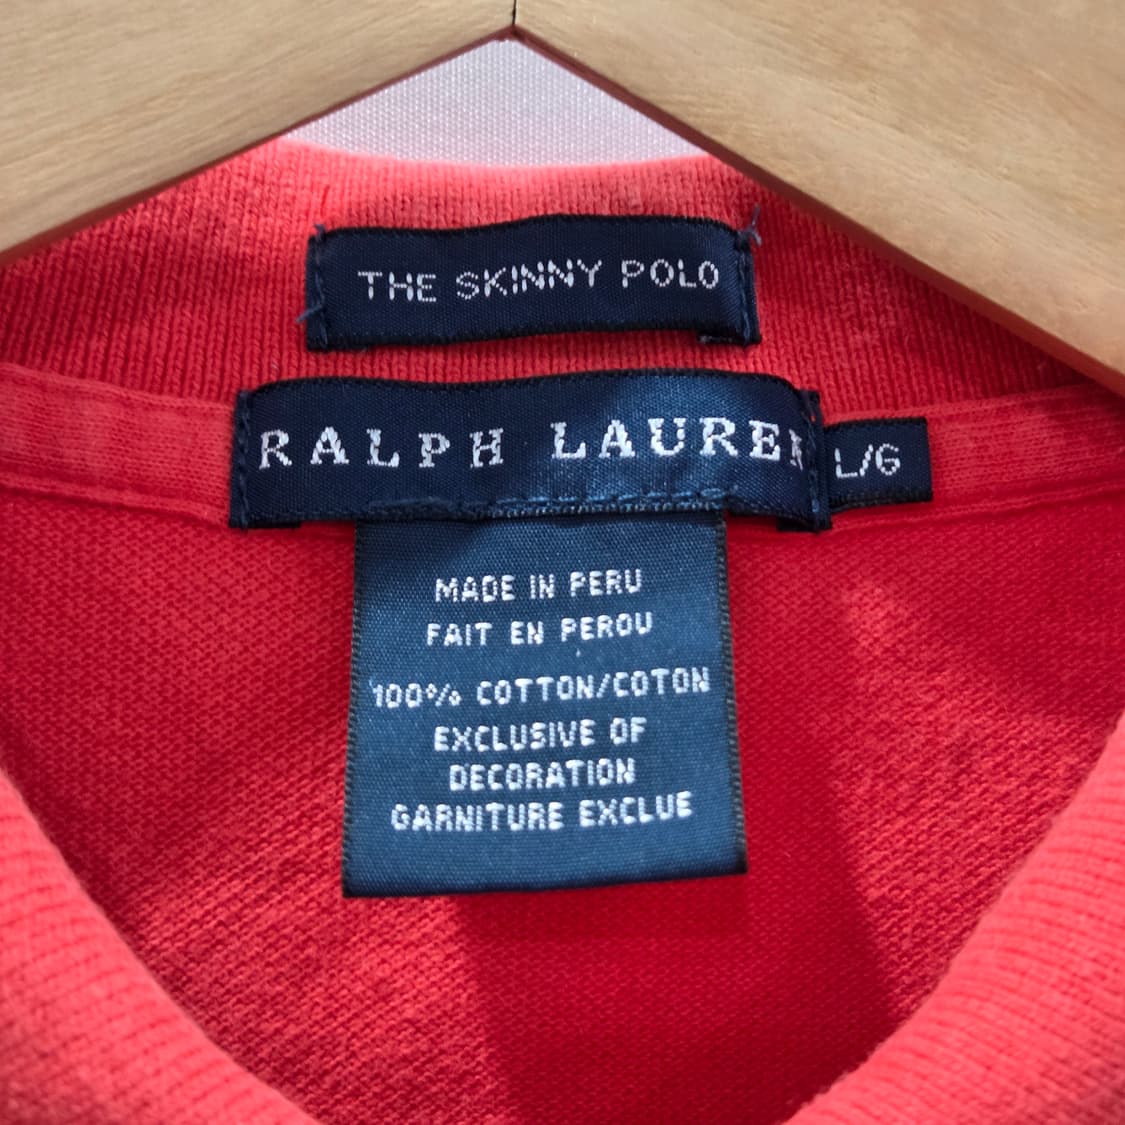 THE SKINNY POLO
RALPH LAUREN
L/G
MADE IN PERU
FAIT EN PEROU
100% COTTON/COTON
EXCLUSIVE OF
DECORATION
GARNITURE EXCLUE